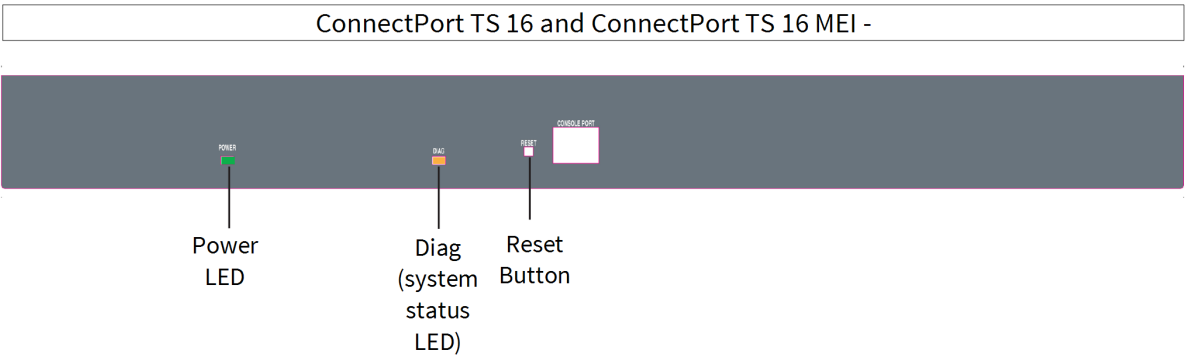 ConnectPort TS 16 and ConnectPort TS 16 MEI -
CONSOLE PORT
POWER
DIAG
RESET
Power
LED
Diag
(system
status
LED)
Reset
Button